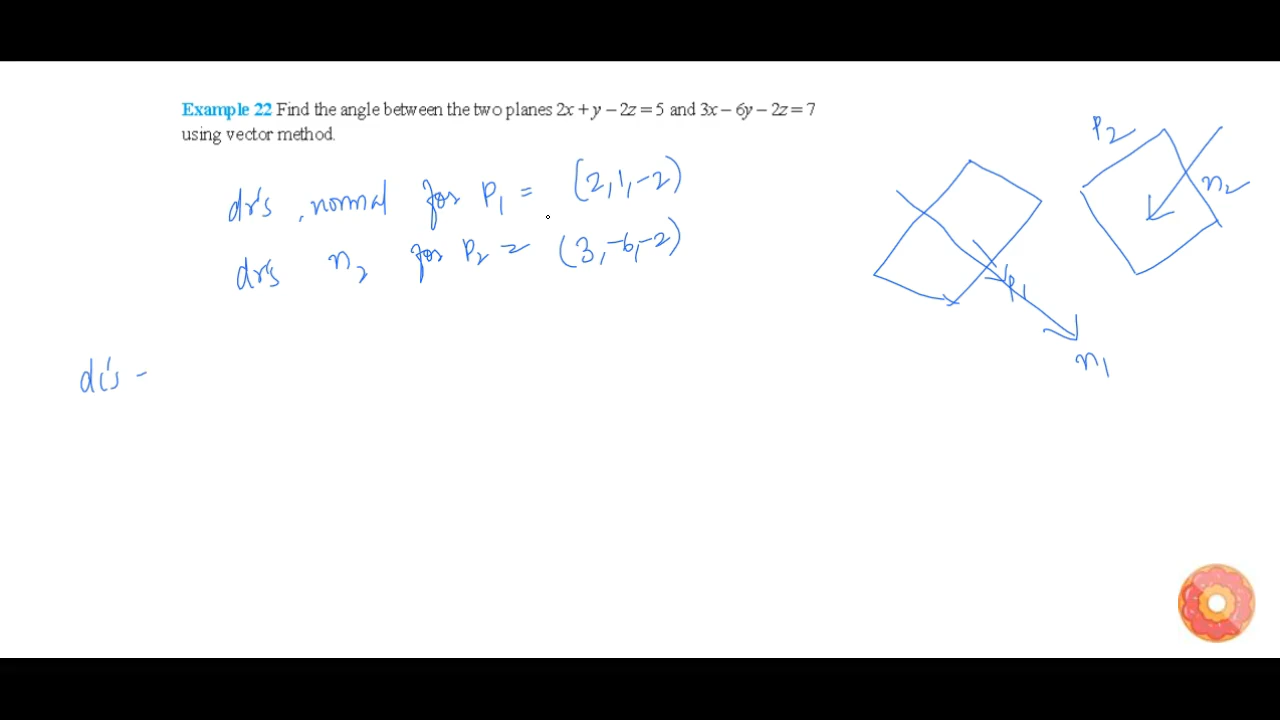 Example 22 Find the angle between the two planes 2x + y – 2z = 5 and 3x – 6y – 2z = 7
using vector method.
dr's , normal for P₁ = (2, 1, -2)
dr's n₂ for P₂ = (3, -6, -2)
dc's -
P₂
n₂
P₁
n₁